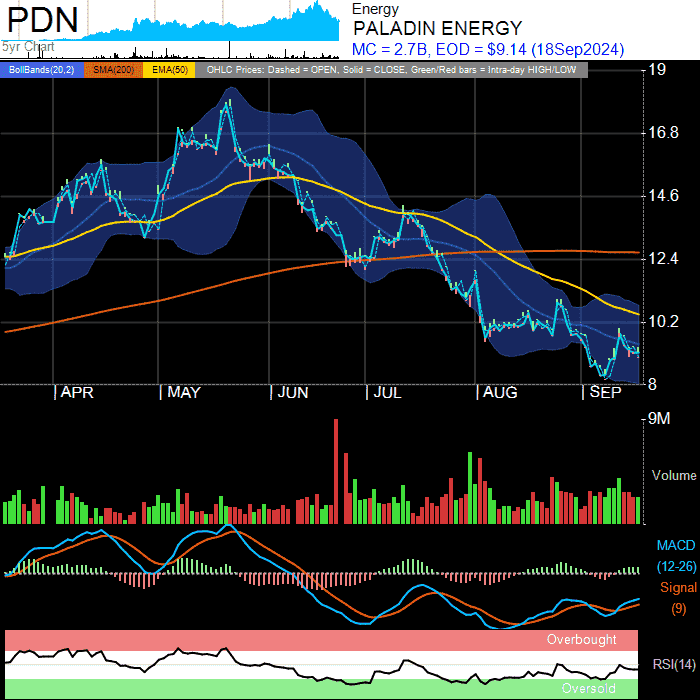 PDN
5yr Chart
Energy
PALADIN ENERGY
MC = 2.7B, EOD = $9.14 (18Sep2024)
BollBands(20,2) SMA(200) EMA(50) OHLC Prices: Dashed = OPEN, Solid = CLOSE, Green/Red bars = Intra-day HIGH/LOW
19
16.8
14.6
12.4
10.2
8
APR MAY JUN JUL AUG SEP
9M
Volume
MACD
(12-26)
Signal
(9)
Overbought
RSI(14)
Oversold